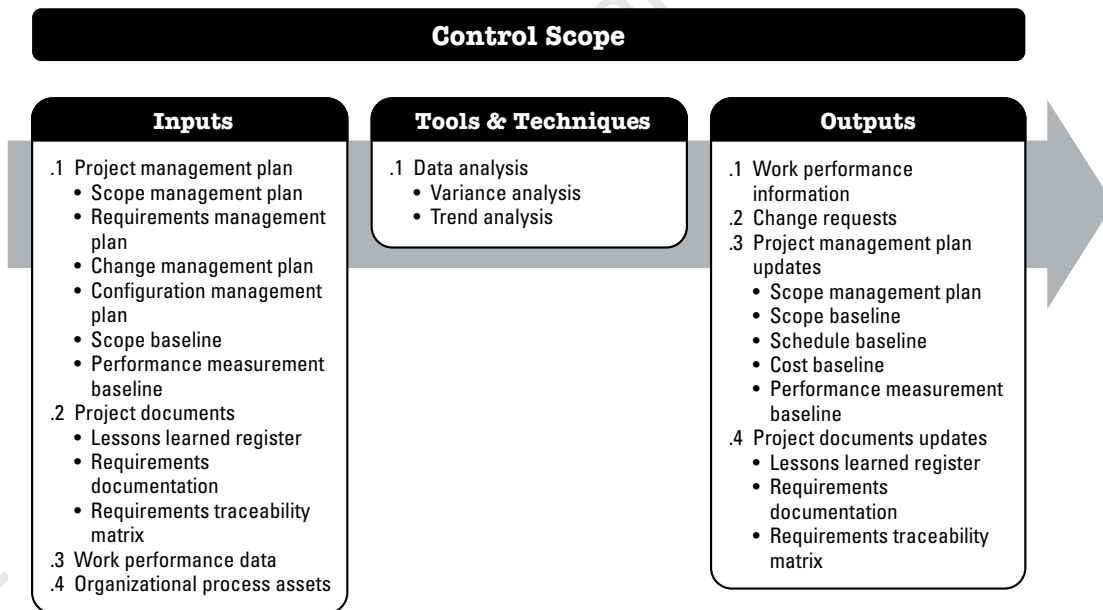 Control Scope
Inputs
.1 Project management plan
• Scope management plan
• Requirements management
plan
• Change management plan
• Configuration management
plan
• Scope baseline
• Performance measurement
baseline
.2 Project documents
• Lessons learned register
• Requirements
documentation
• Requirements traceability
matrix
.3 Work performance data
.4 Organizational process assets
Tools & Techniques
.1 Data analysis
• Variance analysis
• Trend analysis
Outputs
.1 Work performance
information
.2 Change requests
.3 Project management plan
updates
• Scope management plan
• Scope baseline
• Schedule baseline
• Cost baseline
• Performance measurement
baseline
.4 Project documents updates
• Lessons learned register
• Requirements
documentation
• Requirements traceability
matrix